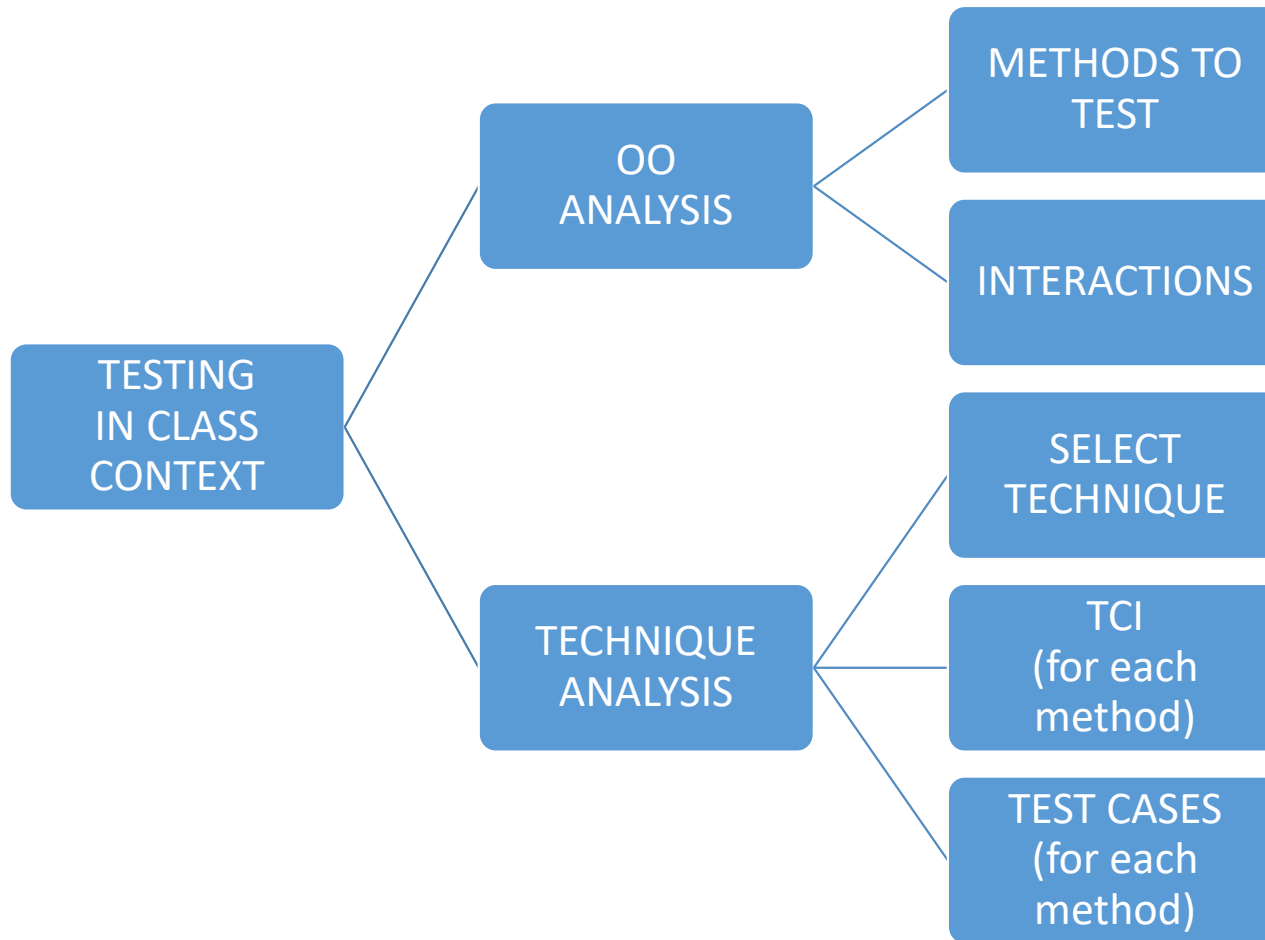 TESTING
IN CLASS
CONTEXT
OO
ANALYSIS
METHODS TO
TEST
INTERACTIONS
TECHNIQUE
ANALYSIS
SELECT
TECHNIQUE
TCI
(for each
method)
TEST CASES
(for each
method)